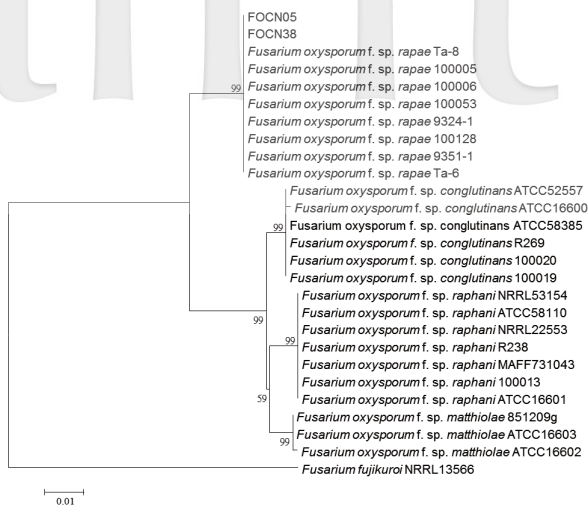 FOCN05
FOCN38
Fusarium oxysporum f. sp. rapae Ta-8
Fusarium oxysporum f. sp. rapae 100005
99
Fusarium oxysporum f. sp. rapae 100006
Fusarium oxysporum f. sp. rapae 100053
Fusarium oxysporum f. sp. rapae 9324-1
Fusarium oxysporum f. sp. rapae 100128
Fusarium oxysporum f. sp. rapae 9351-1
Fusarium oxysporum f. sp. rapae Ta-6
Fusarium oxysporum f. sp. conglutinans ATCC52557
Fusarium oxysporum f. sp. conglutinans ATCC16600
99
Fusarium oxysporum f. sp. conglutinans ATCC58385
Fusarium oxysporum f. sp. conglutinans R269
Fusarium oxysporum f. sp. conglutinans 100020
Fusarium oxysporum f. sp. conglutinans 100019
Fusarium oxysporum f. sp. raphani NRRL53154
Fusarium oxysporum f. sp. raphani ATCC58110
99
Fusarium oxysporum f. sp. raphani NRRL22553
99
Fusarium oxysporum f. sp. raphani R238
Fusarium oxysporum f. sp. raphani MAFF731043
Fusarium oxysporum f. sp. raphani 100013
59
Fusarium oxysporum f. sp. raphani ATCC16601
Fusarium oxysporum f. sp. matthiolae 851209g
99
Fusarium oxysporum f. sp. matthiolae ATCC16603
Fusarium oxysporum f. sp. matthiolae ATCC16602
Fusarium fujikuroi NRRL13566
0.01